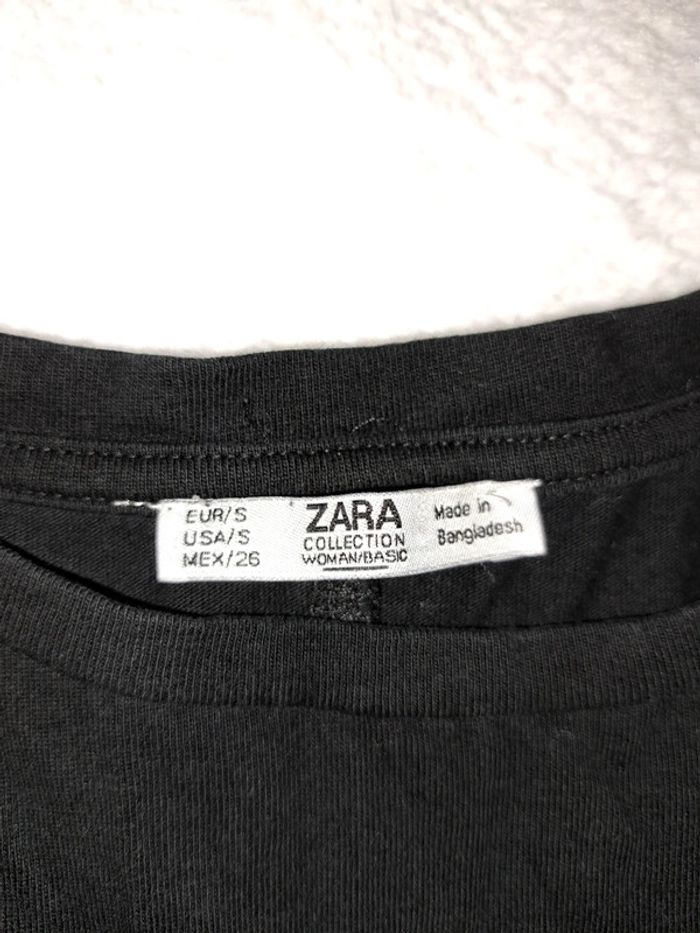 EUR/S
USA/S
MEX/26
ZARA
COLLECTION
WOMAN/BASIC
Made in
Bangladesh